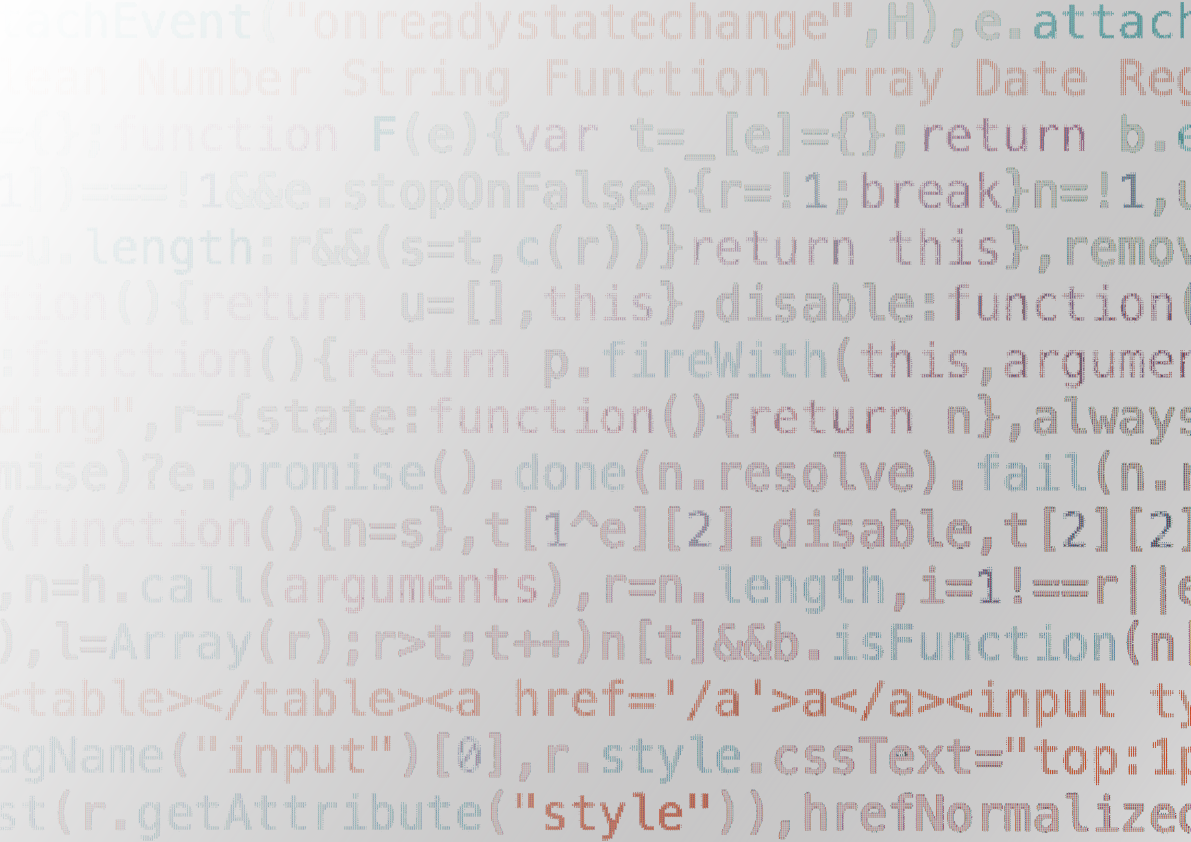 achEvent("onreadystatechange",H),e.attach
ean Number String Function Array Date Reg
:function F(e){var t=_[e]={};return b.e
===!1&&e.stopOnFalse){r=!1;break}n=!1,u
=u.length:r&&(s=t,c(r))}return this},remov
tion(){return u=[],this},disable:function(
:function(){return p.fireWith(this,argumen
ding",r={state:function(){return n},always
mise)?e.promise().done(n.resolve).fail(n.r
(function(){n=s},t[1^e][2].disable,t[2][2]
,n=h.call(arguments),r=n.length,i=1!==r||e
),l=Array(r);r>t;t++)n[t]&&b.isFunction(n[
<table></table><a href='/a'>a</a><input ty
agName("input")[0],r.style.cssText="top:1p
st(r.getAttribute("style")),hrefNormalized